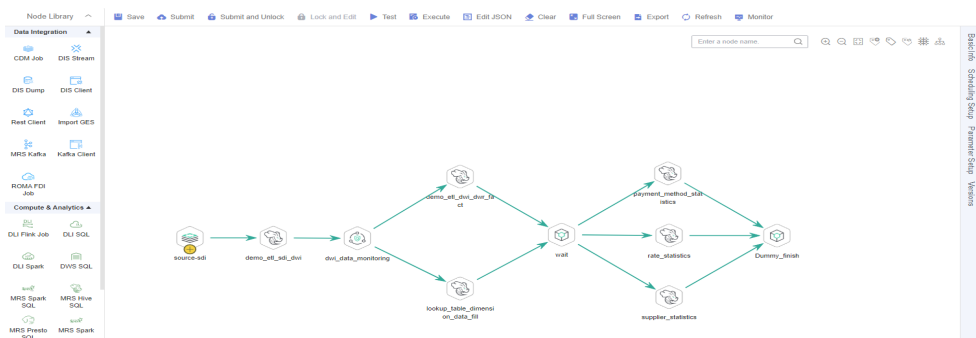 Node Library
Save
Submit
Submit and Unlock
Lock and Edit
Test
Execute
Edit JSON
Clear
Full Screen
Export
Refresh
Monitor
Data Integration
CDM Job
DIS Stream
DIS Dump
DIS Client
Rest Client
Import GES
MRS Kafka
Kafka Client
ROMA FDI
Job
Compute & Analytics
DLI Flink Job
DLI SQL
DLI Spark
DWS SQL
MRS Spark
SQL
MRS Hive
SQL
MRS Presto
SQL
MRS Spark
Enter a node name.
source-sdi
demo_etl_sdi_dwi
dwi_data_monitoring
demo_etl_dwi_dwr_fa
ct
lookup_table_dimensi
on_data_fill
wait
payment_method_stat
istics
rate_statistics
supplier_statistics
Dummy_finish
Basic Info
Scheduling Setup
Parameter Setup
Versions